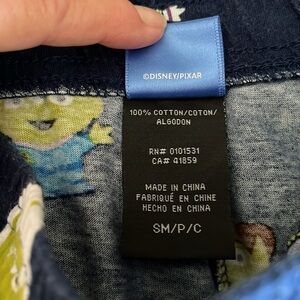 ©DISNEY/PIXAR
100% COTTON/COTON/
ALGODON
RN# 0101531
CA# 41859
MADE IN CHINA
FABRIQUÉ EN CHINE
HECHO EN CHINA
SM/P/C